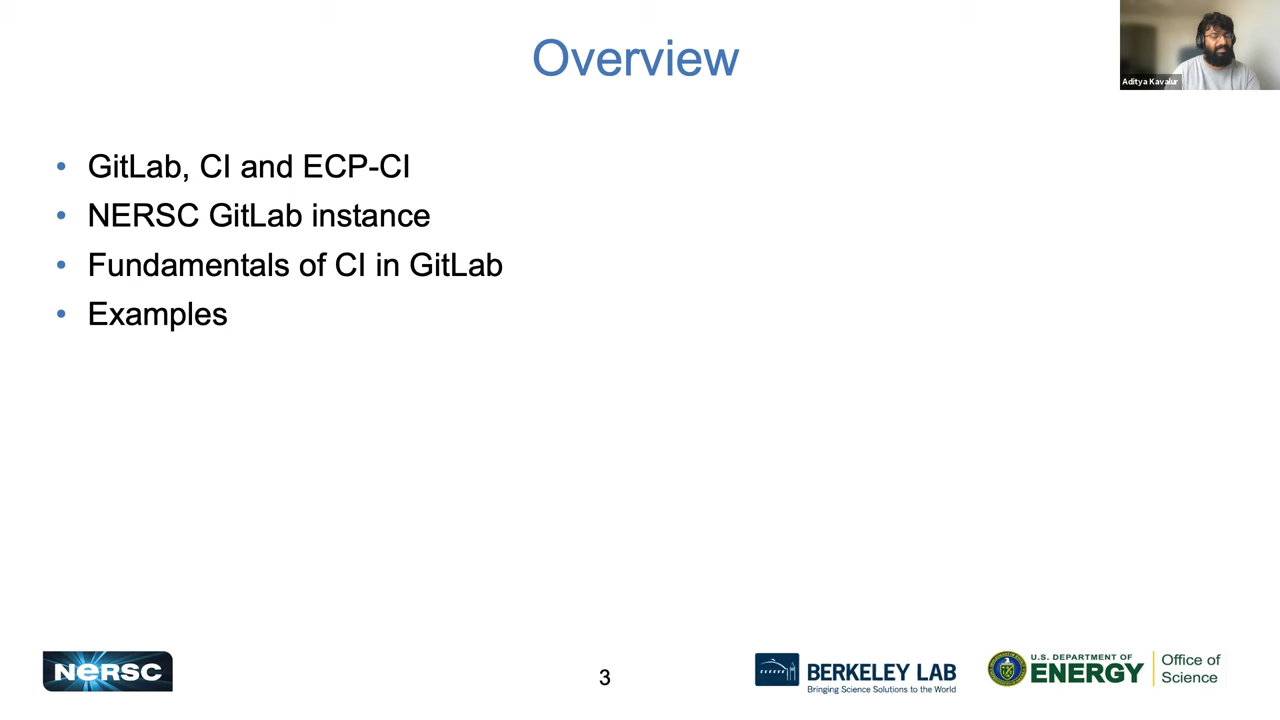 Overview
Aditya Kavalur
• GitLab, CI and ECP-CI
• NERSC GitLab instance
• Fundamentals of CI in GitLab
• Examples
NERSC
3
BERKELEY LAB
Bringing Science Solutions to the World
U.S. DEPARTMENT OF
ENERGY
Office of
Science